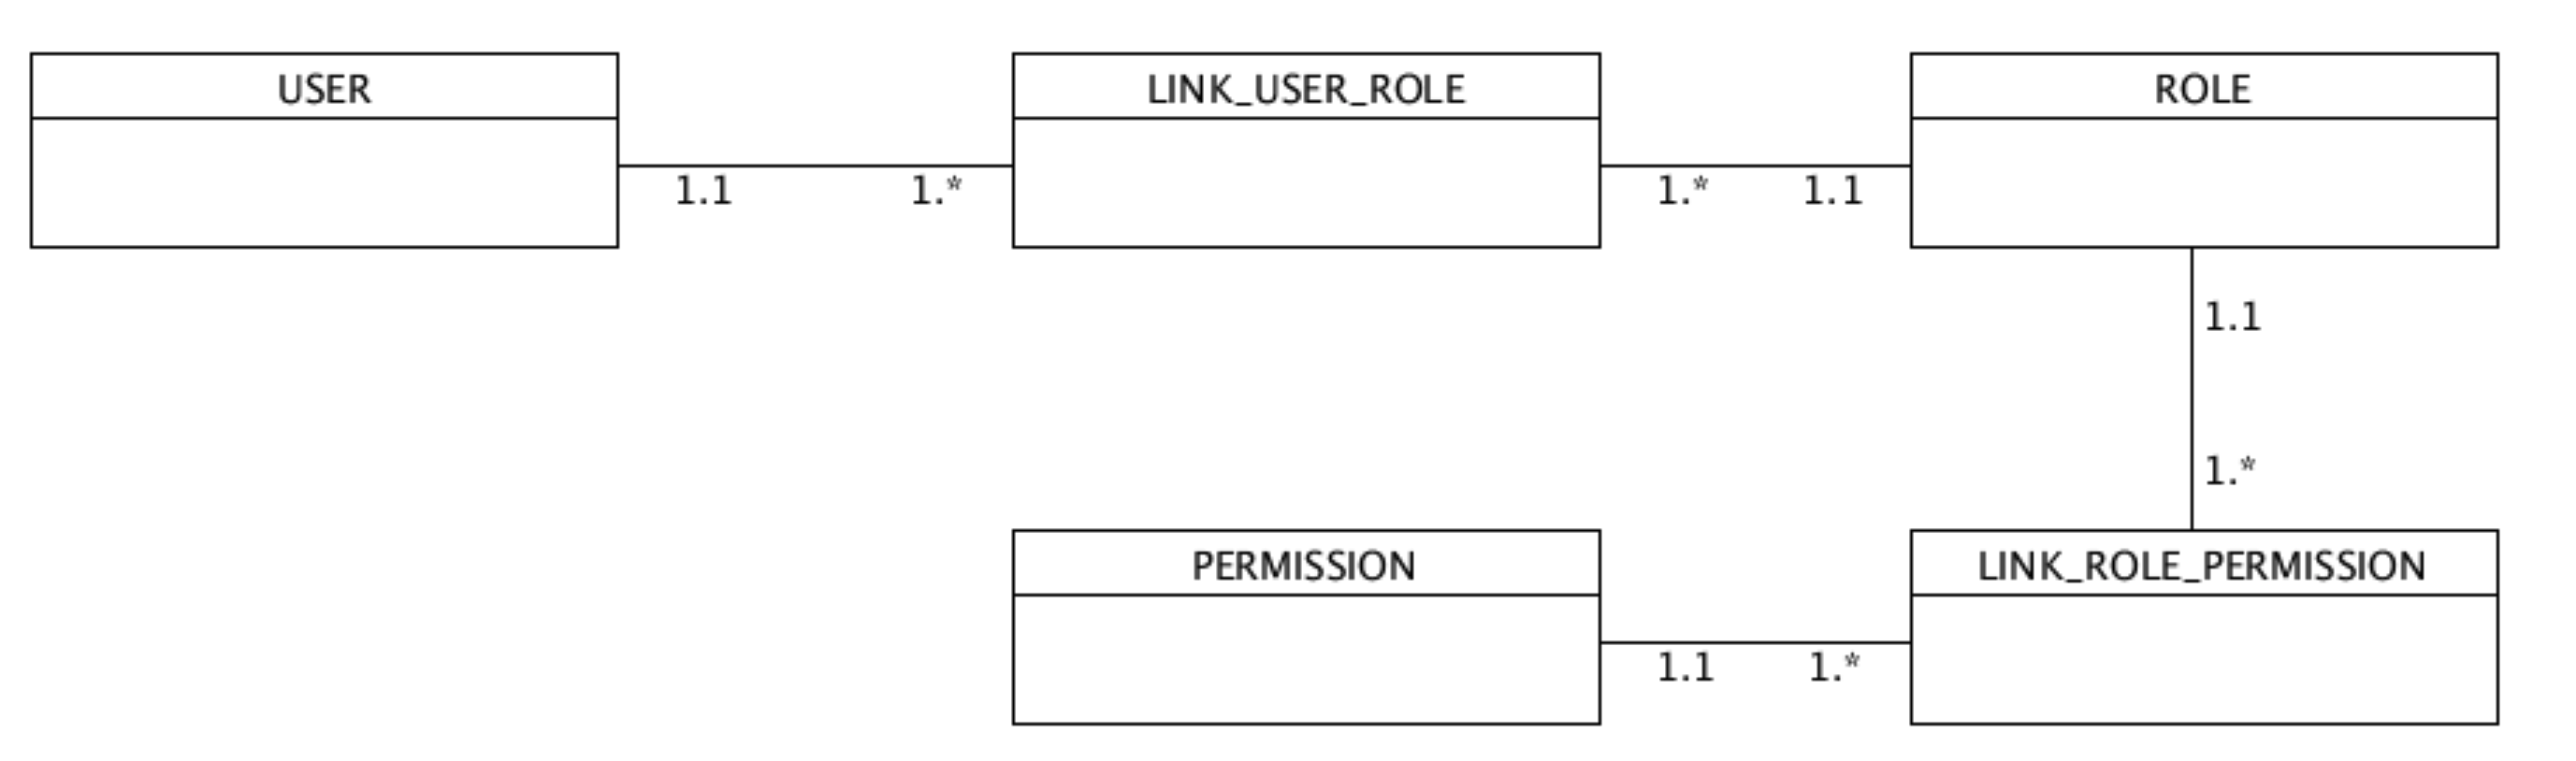 USER
LINK_USER_ROLE
ROLE
1.1
1.*
1.*
1.1
1.1
1.*
PERMISSION
LINK_ROLE_PERMISSION
1.1
1.*